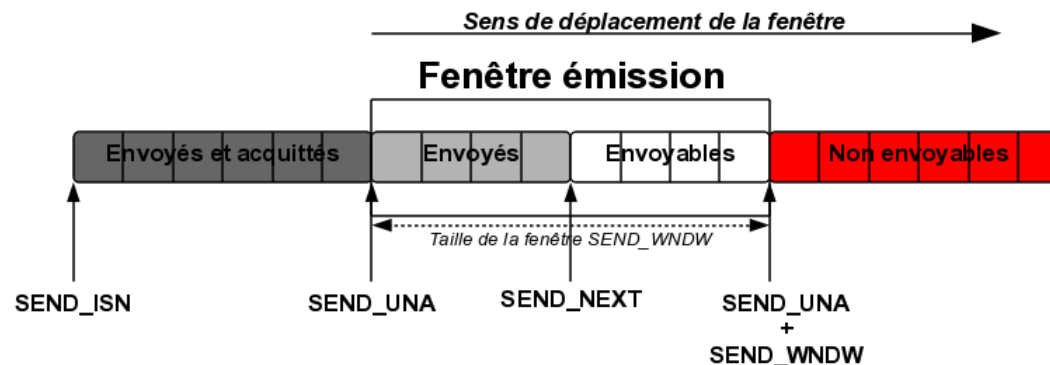 Sens de déplacement de la fenêtre
Fenêtre émission
Envoyés et acquittés
Envoyés
Envoyables
Non envoyables
Taille de la fenêtre SEND_WNDW
SEND_ISN
SEND_UNA
SEND_NEXT
SEND_UNA
+
SEND_WNDW